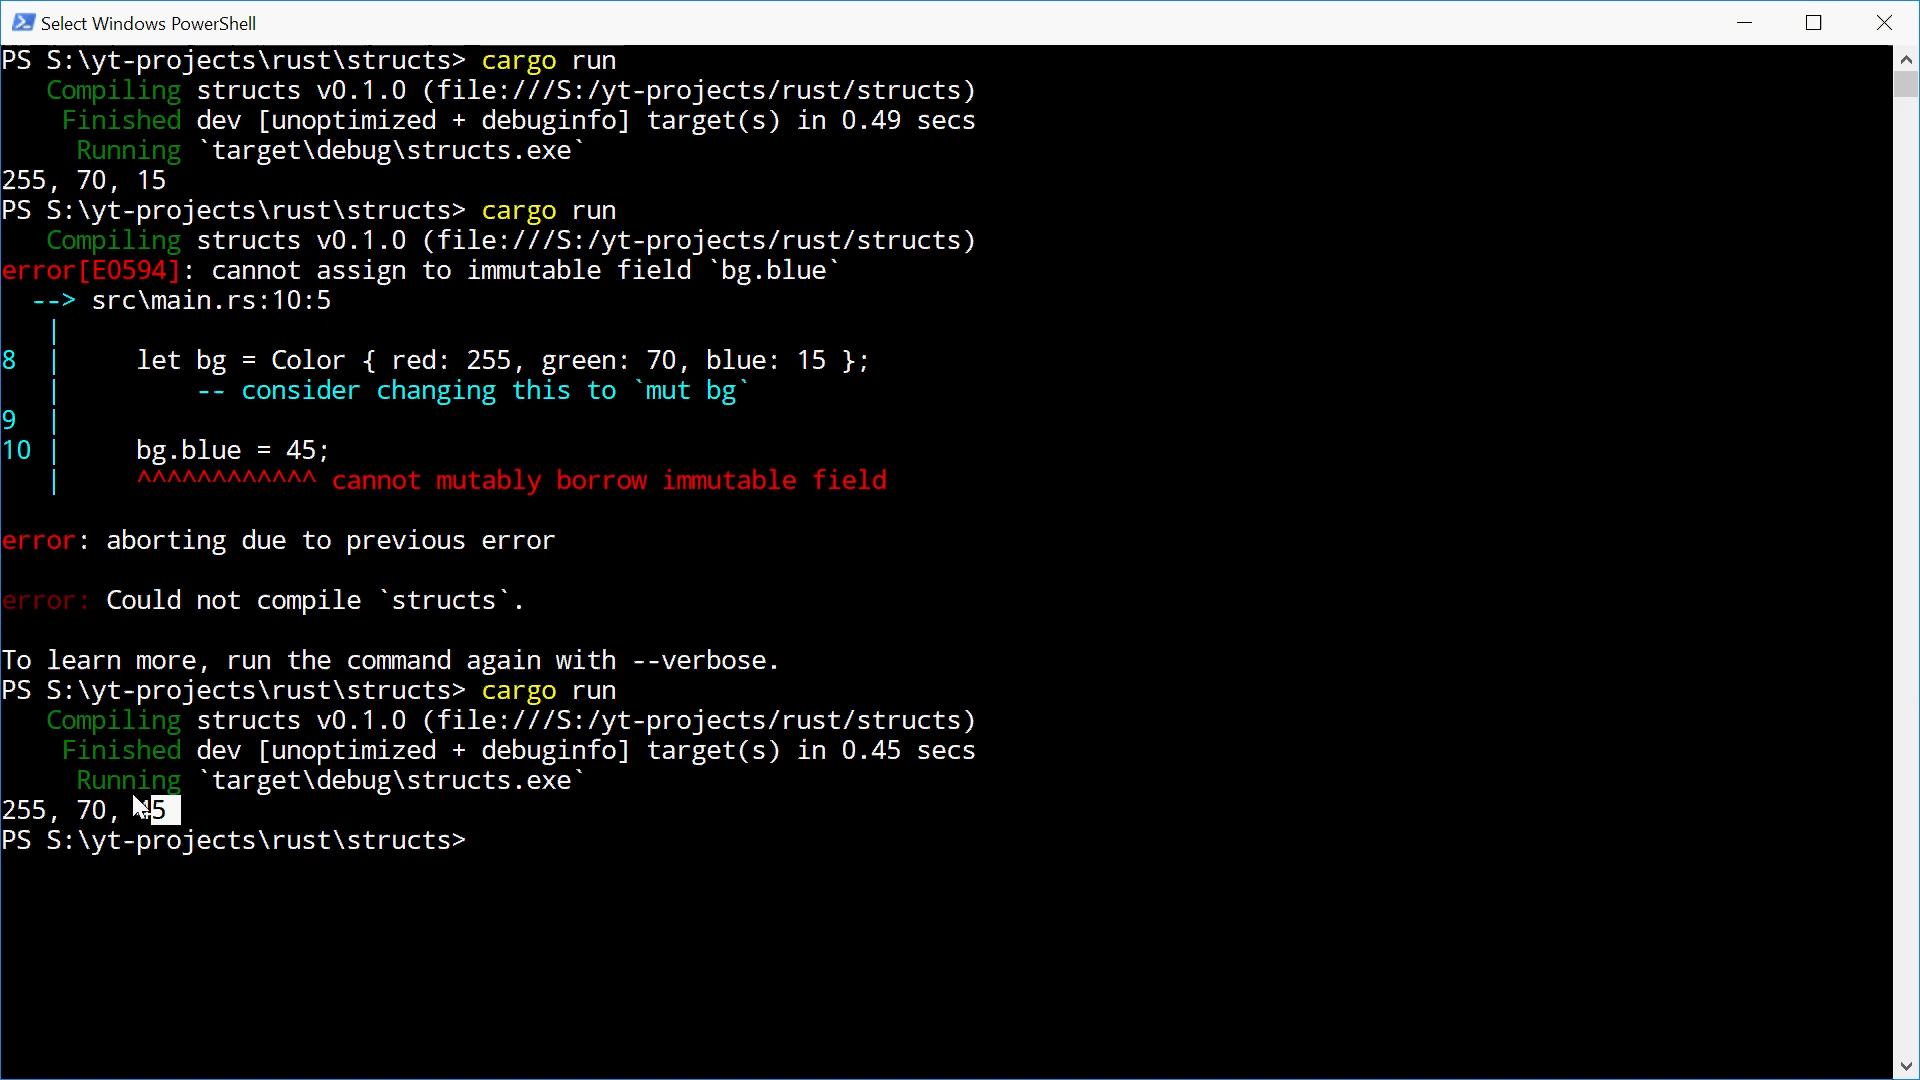 Select Windows PowerShell
PS S:\yt-projects\rust\structs> cargo run
   Compiling structs v0.1.0 (file:///S:/yt-projects/rust/structs)
    Finished dev [unoptimized + debuginfo] target(s) in 0.49 secs
     Running `target\debug\structs.exe`
255, 70, 15
PS S:\yt-projects\rust\structs> cargo run
   Compiling structs v0.1.0 (file:///S:/yt-projects/rust/structs)
error[E0594]: cannot assign to immutable field `bg.blue`
  --> src\main.rs:10:5
   |
8  |     let bg = Color { red: 255, green: 70, blue: 15 };
   |         -- consider changing this to `mut bg`
9  |
10 |     bg.blue = 45;
   |     ^^^^^^^^^^^^ cannot mutably borrow immutable field
error: aborting due to previous error
error: Could not compile `structs`.
To learn more, run the command again with --verbose.
PS S:\yt-projects\rust\structs> cargo run
   Compiling structs v0.1.0 (file:///S:/yt-projects/rust/structs)
    Finished dev [unoptimized + debuginfo] target(s) in 0.45 secs
     Running `target\debug\structs.exe`
255, 70, 45
PS S:\yt-projects\rust\structs>